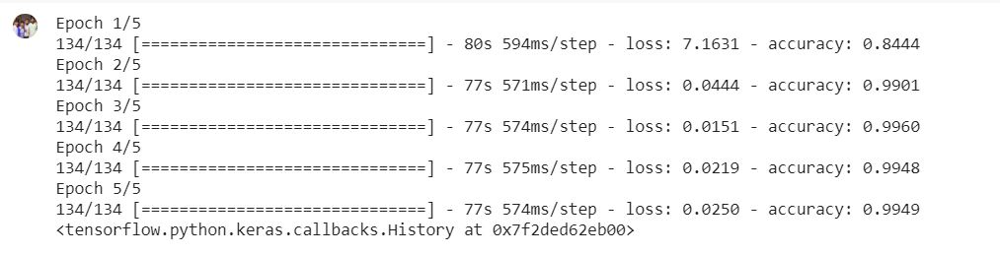 Epoch 1/5
134/134 [==============================] - 80s 594ms/step - loss: 7.1631 - accuracy: 0.8444
Epoch 2/5
134/134 [==============================] - 77s 571ms/step - loss: 0.0444 - accuracy: 0.9901
Epoch 3/5
134/134 [==============================] - 77s 574ms/step - loss: 0.0151 - accuracy: 0.9960
Epoch 4/5
134/134 [==============================] - 77s 575ms/step - loss: 0.0219 - accuracy: 0.9948
Epoch 5/5
134/134 [==============================] - 77s 574ms/step - loss: 0.0250 - accuracy: 0.9949
<tensorflow.python.keras.callbacks.History at 0x7f2ded62eb00>